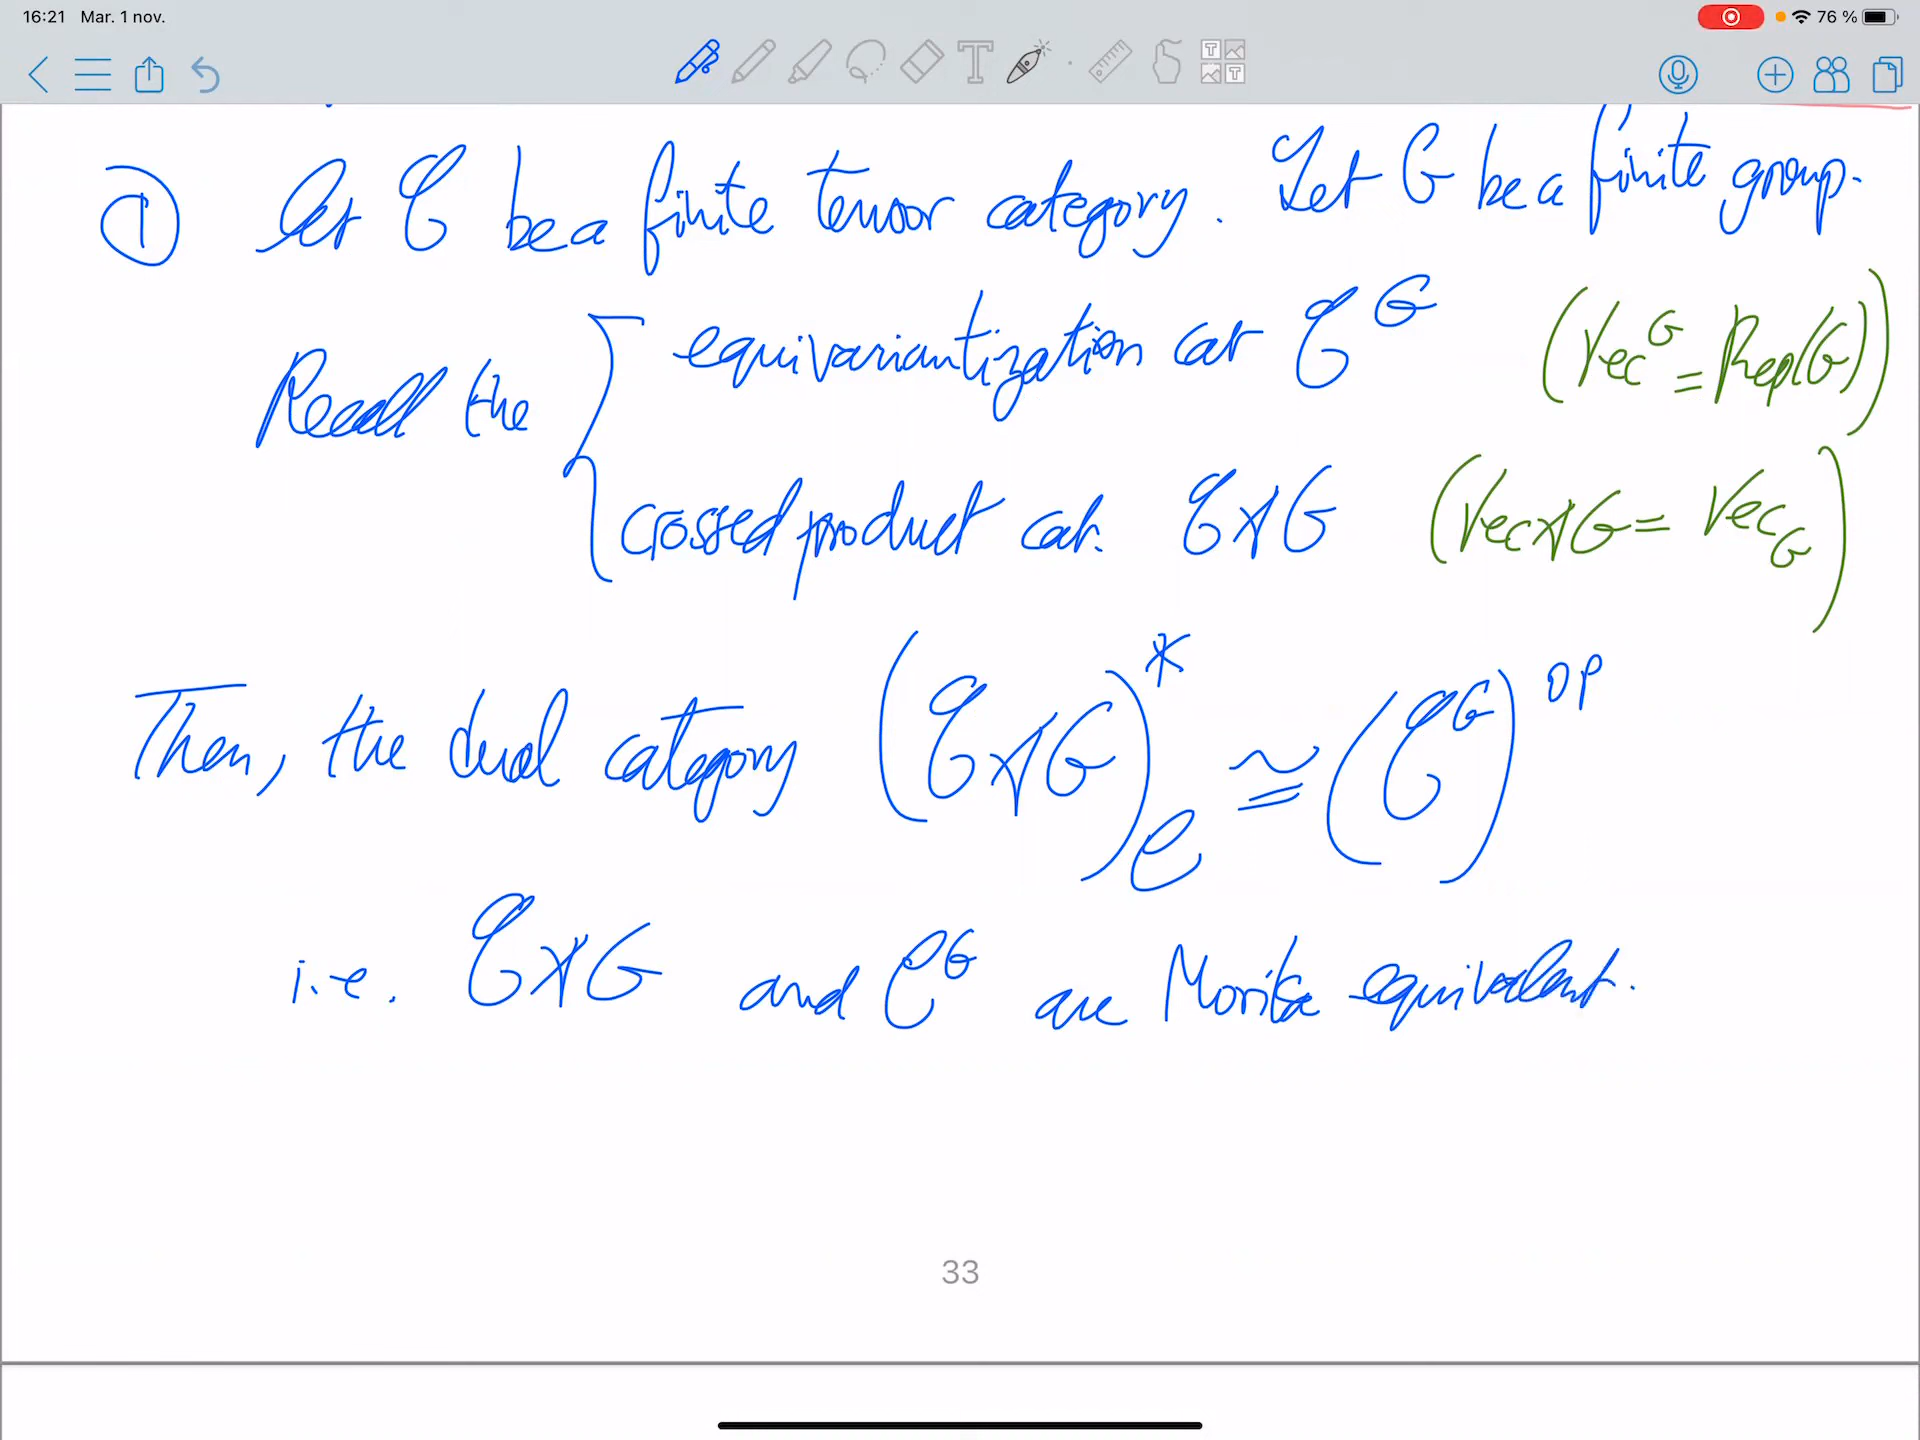 16:21 Mar. 1 nov. 76 %
① let C be a finite tensor category. Let G be a finite group.
Recall the { equivariantization cat C^G (Vec^G = Rep(G))
crossed product cat. C⋊G (Vec⋊G = Vec_G)
Then, the dual category (C⋊G)^*_C ≅ (C^G)^op
i.e. C⋊G and C^G are Morita equivalent.
33